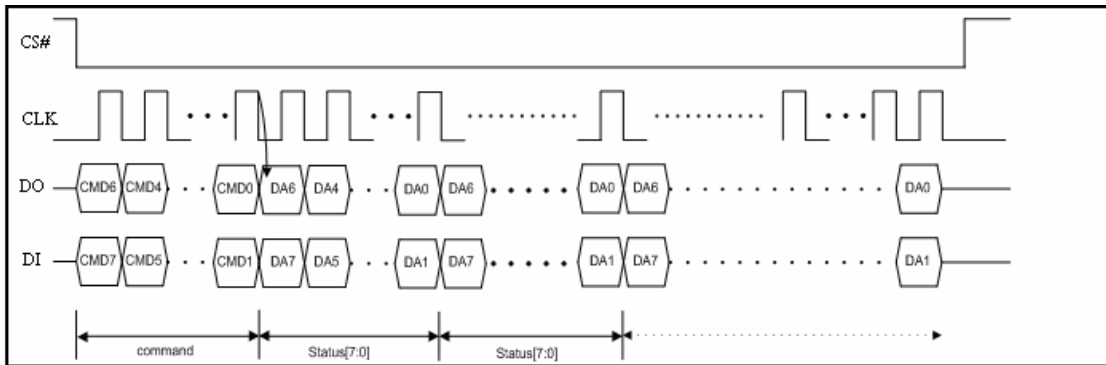 CS#
CLK
DO CMD6 CMD4 CMD0 DA6 DA4 DA0 DA6 DA0 DA6 DA0
DI CMD7 CMD5 CMD1 DA7 DA5 DA1 DA7 DA1 DA7 DA1
command Status[7:0] Status[7:0]